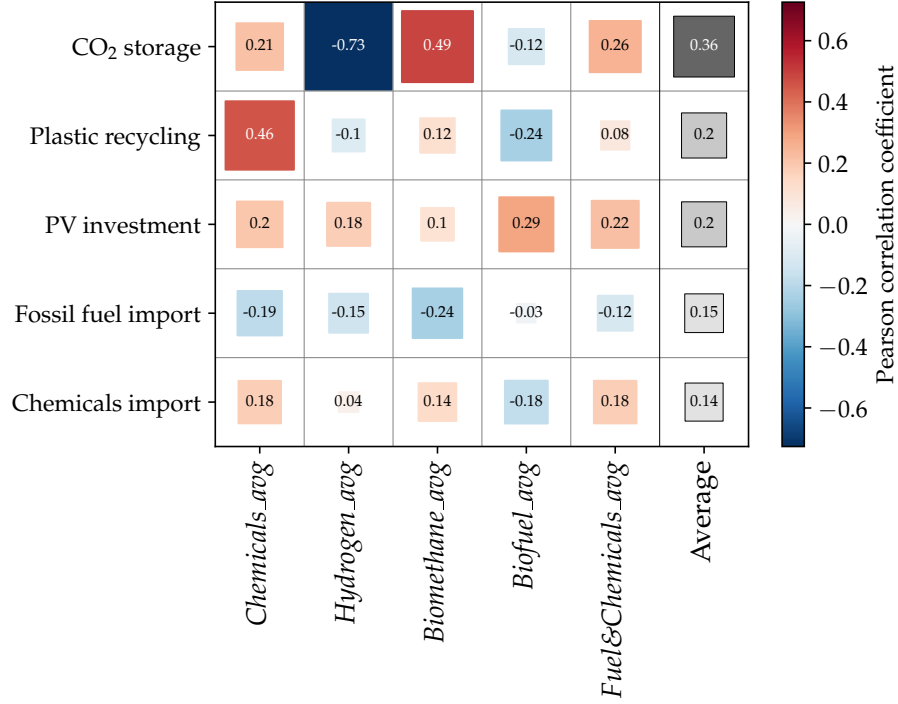 CO₂ storage 0.21 -0.73 0.49 -0.12 0.26 0.36
Plastic recycling 0.46 -0.1 0.12 -0.24 0.08 0.2
PV investment 0.2 0.18 0.1 0.29 0.22 0.2
Fossil fuel import -0.19 -0.15 -0.24 -0.03 -0.12 0.15
Chemicals import 0.18 0.04 0.14 -0.18 0.18 0.14
Chemicals_avg
Hydrogen_avg
Biomethane_avg
Biofuel_avg
Fuel&Chemicals_avg
Average
0.6
0.4
0.2
0.0
−0.2
−0.4
−0.6
Pearson correlation coefficient